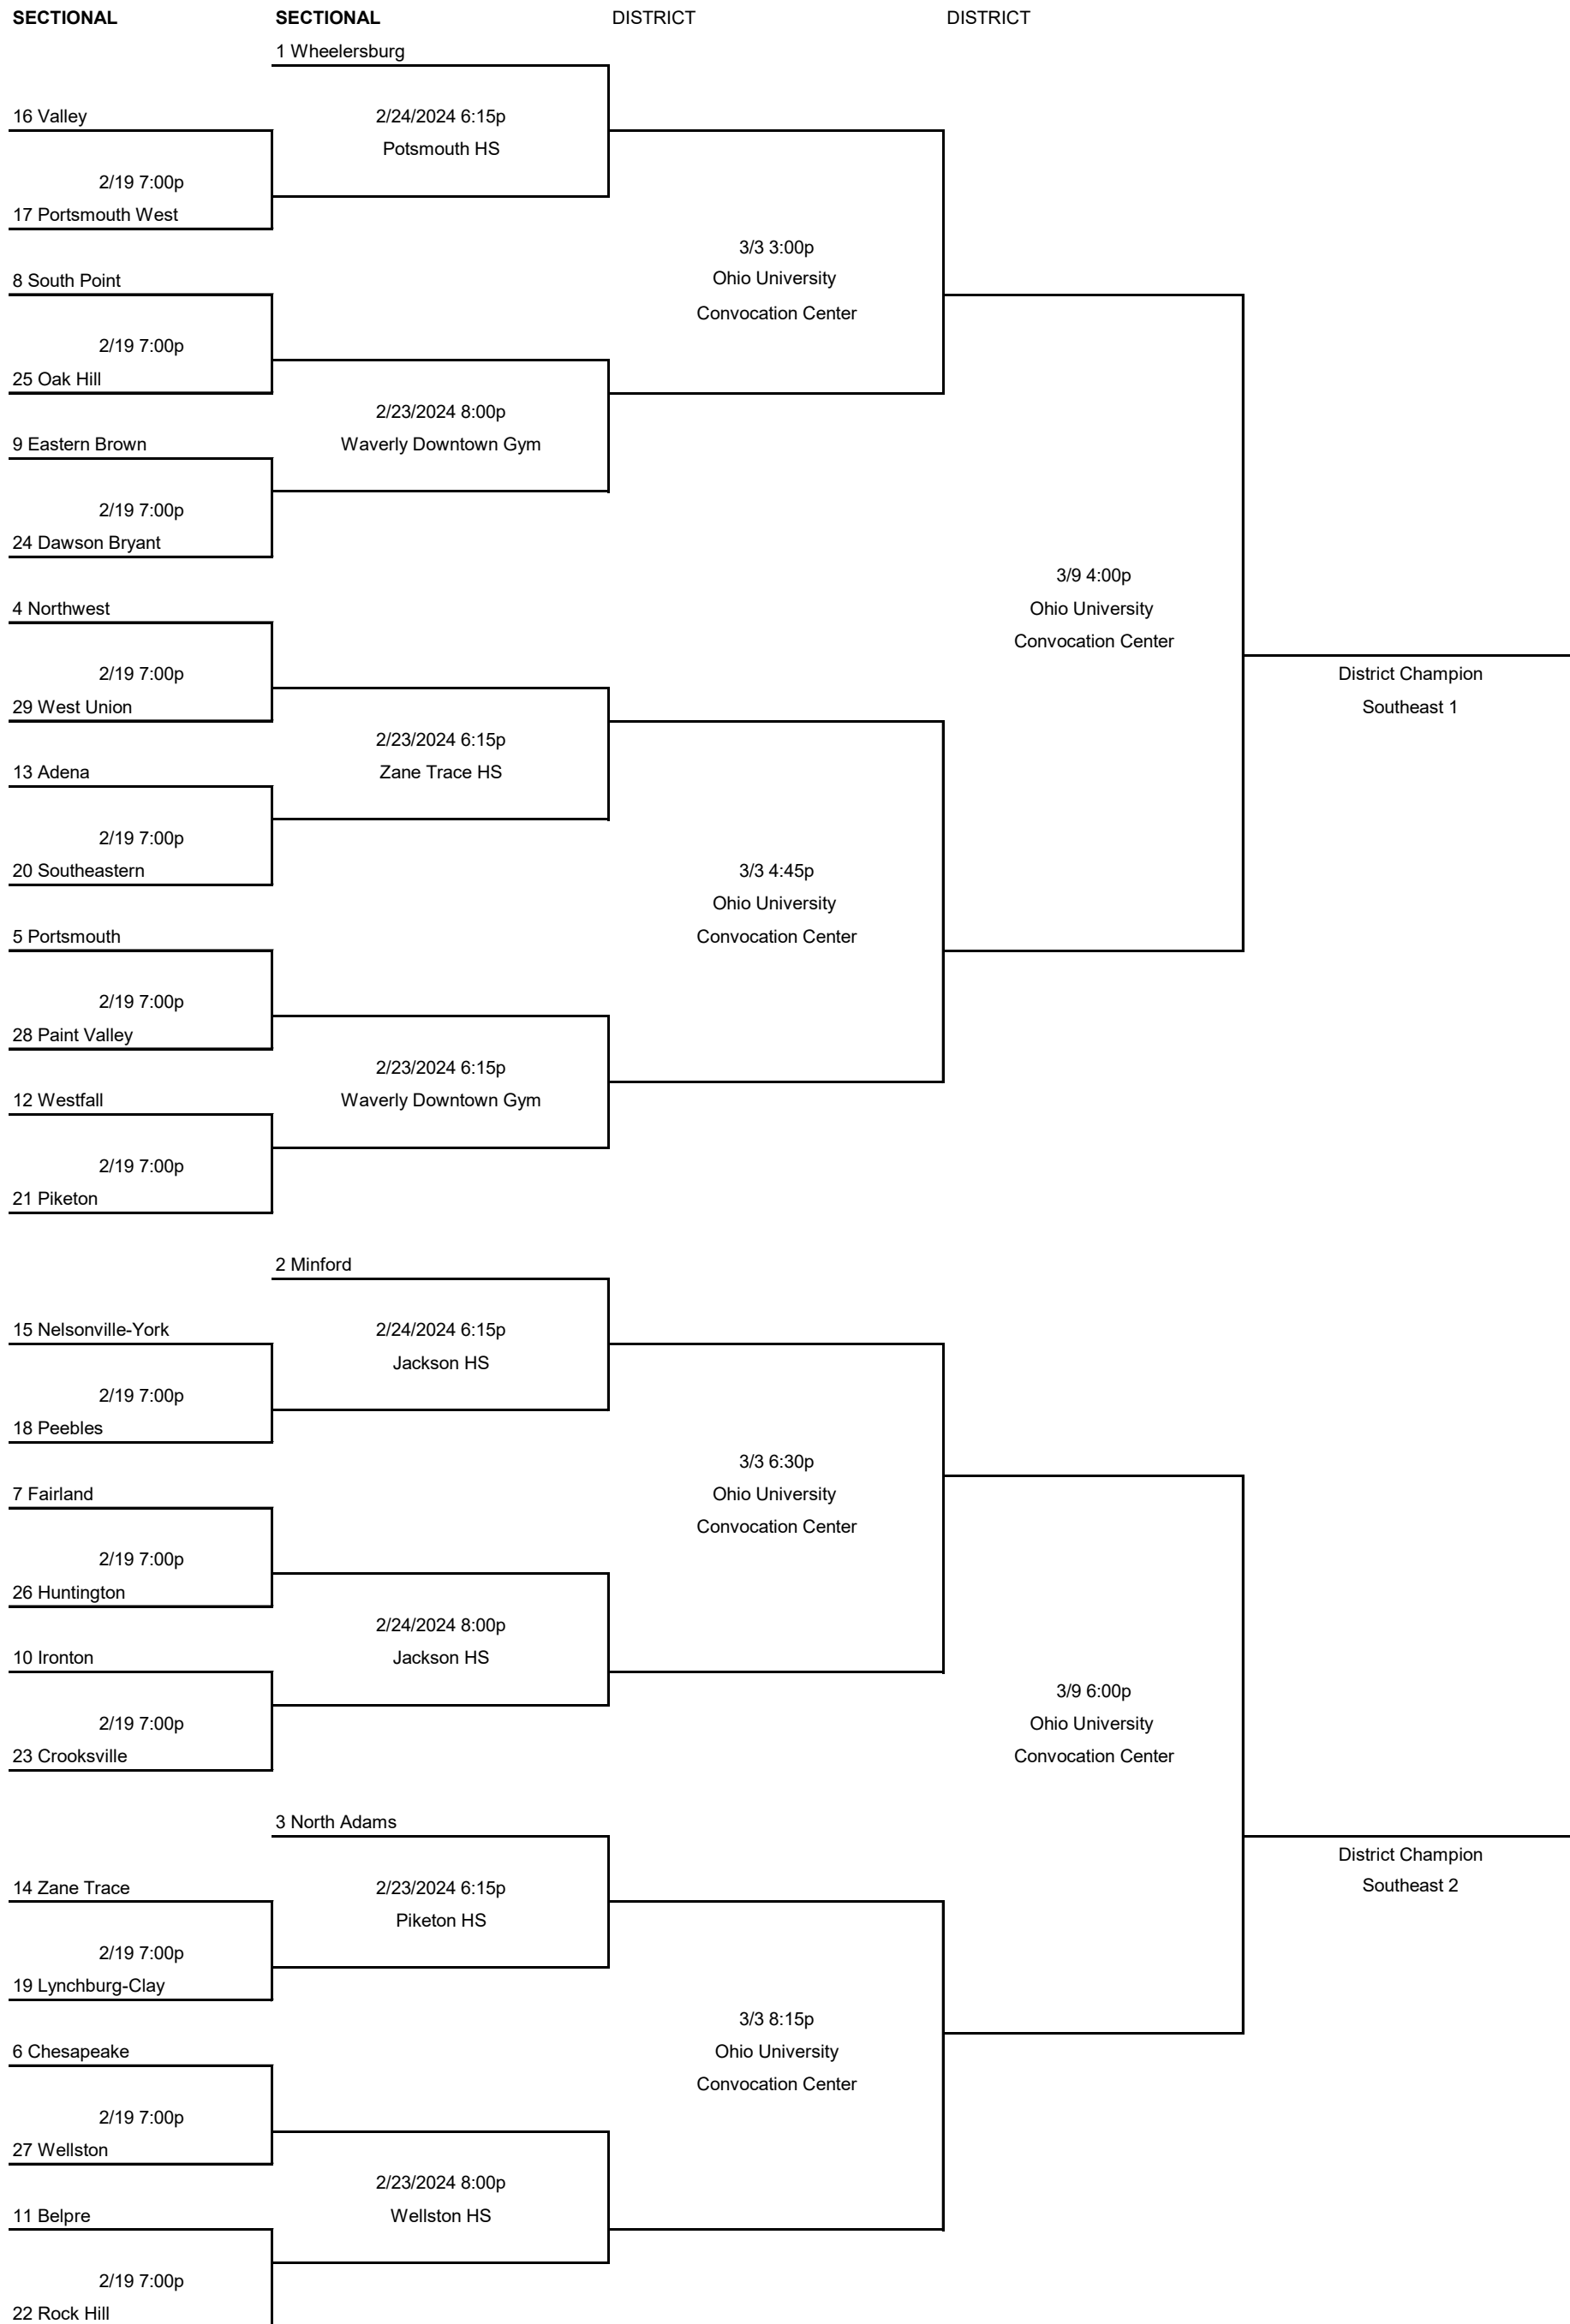 SECTIONAL SECTIONAL DISTRICT DISTRICT
1 Wheelersburg
16 Valley
2/24/2024 6:15p
Potsmouth HS
2/19 7:00p
17 Portsmouth West
3/3 3:00p
Ohio University
Convocation Center
8 South Point
2/19 7:00p
25 Oak Hill
2/23/2024 8:00p
Waverly Downtown Gym
9 Eastern Brown
2/19 7:00p
24 Dawson Bryant
3/9 4:00p
Ohio University
Convocation Center
4 Northwest
2/19 7:00p
29 West Union
District Champion
Southeast 1
2/23/2024 6:15p
Zane Trace HS
13 Adena
2/19 7:00p
20 Southeastern
3/3 4:45p
Ohio University
Convocation Center
5 Portsmouth
2/19 7:00p
28 Paint Valley
2/23/2024 6:15p
Waverly Downtown Gym
12 Westfall
2/19 7:00p
21 Piketon
2 Minford
15 Nelsonville-York
2/24/2024 6:15p
Jackson HS
2/19 7:00p
18 Peebles
3/3 6:30p
Ohio University
Convocation Center
7 Fairland
2/19 7:00p
26 Huntington
2/24/2024 8:00p
Jackson HS
10 Ironton
2/19 7:00p
23 Crooksville
3/9 6:00p
Ohio University
Convocation Center
3 North Adams
District Champion
Southeast 2
14 Zane Trace
2/23/2024 6:15p
Piketon HS
2/19 7:00p
19 Lynchburg-Clay
3/3 8:15p
Ohio University
Convocation Center
6 Chesapeake
2/19 7:00p
27 Wellston
2/23/2024 8:00p
Wellston HS
11 Belpre
2/19 7:00p
22 Rock Hill